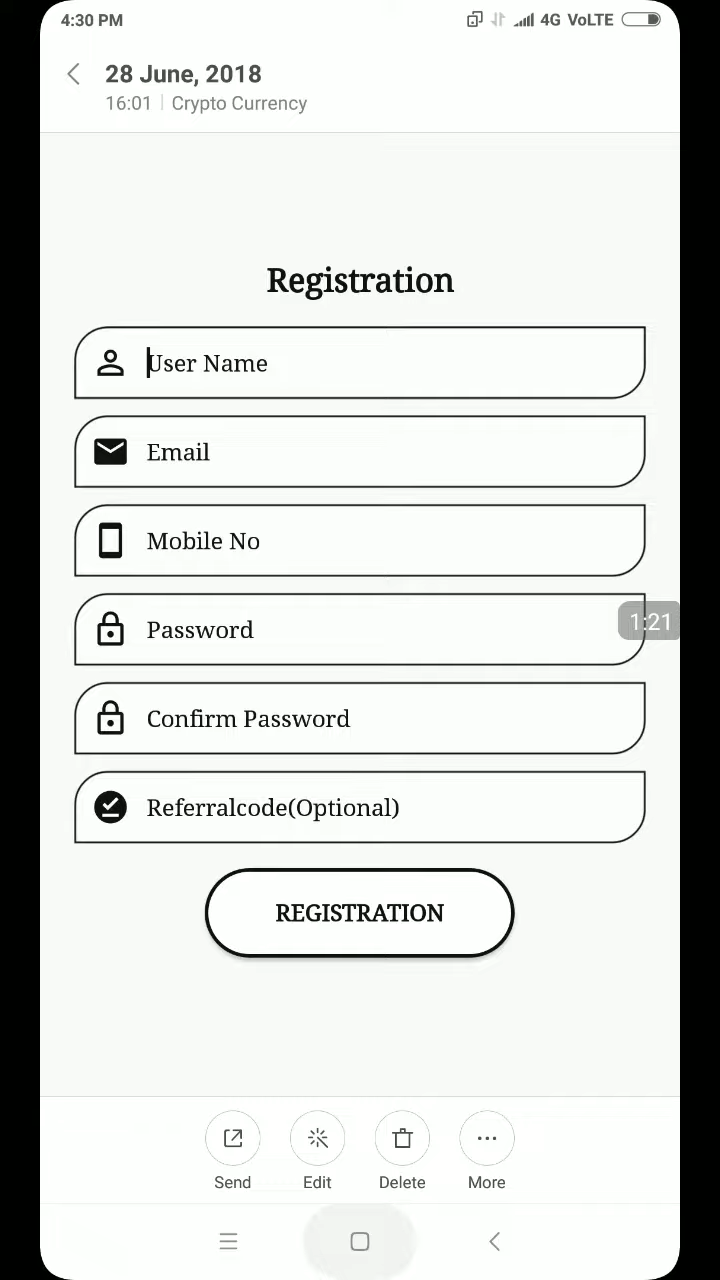 4:30 PM 4G VoLTE
28 June, 2018
16:01 Crypto Currency
Registration
User Name
Email
Mobile No
Password
1:21
Confirm Password
Referralcode(Optional)
REGISTRATION
Send Edit Delete More